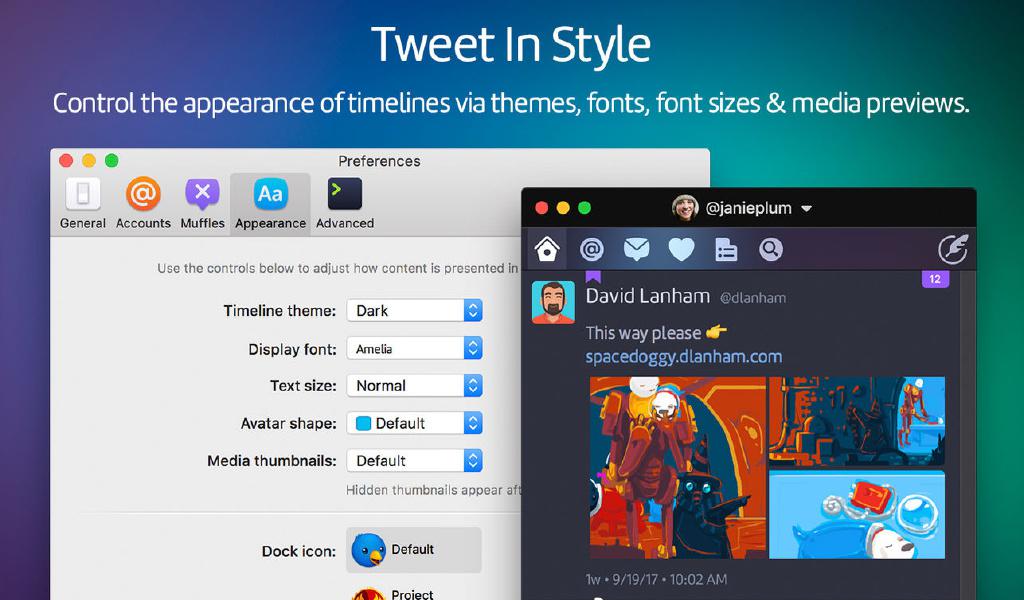 Tweet In Style
Control the appearance of timelines via themes, fonts, font sizes & media previews.
Preferences
General Accounts Muffles Appearance Advanced
Aa
Use the controls below to adjust how content is presented in
Timeline theme: Dark
Display font: Amelia
Text size: Normal
Avatar shape: Default
Media thumbnails: Default
Hidden thumbnails appear aft
Dock icon: Default
Project
@janieplum
12
David Lanham @dlanham
This way please 👉
spacedoggy.dlanham.com
1w • 9/19/17 • 10:02 AM